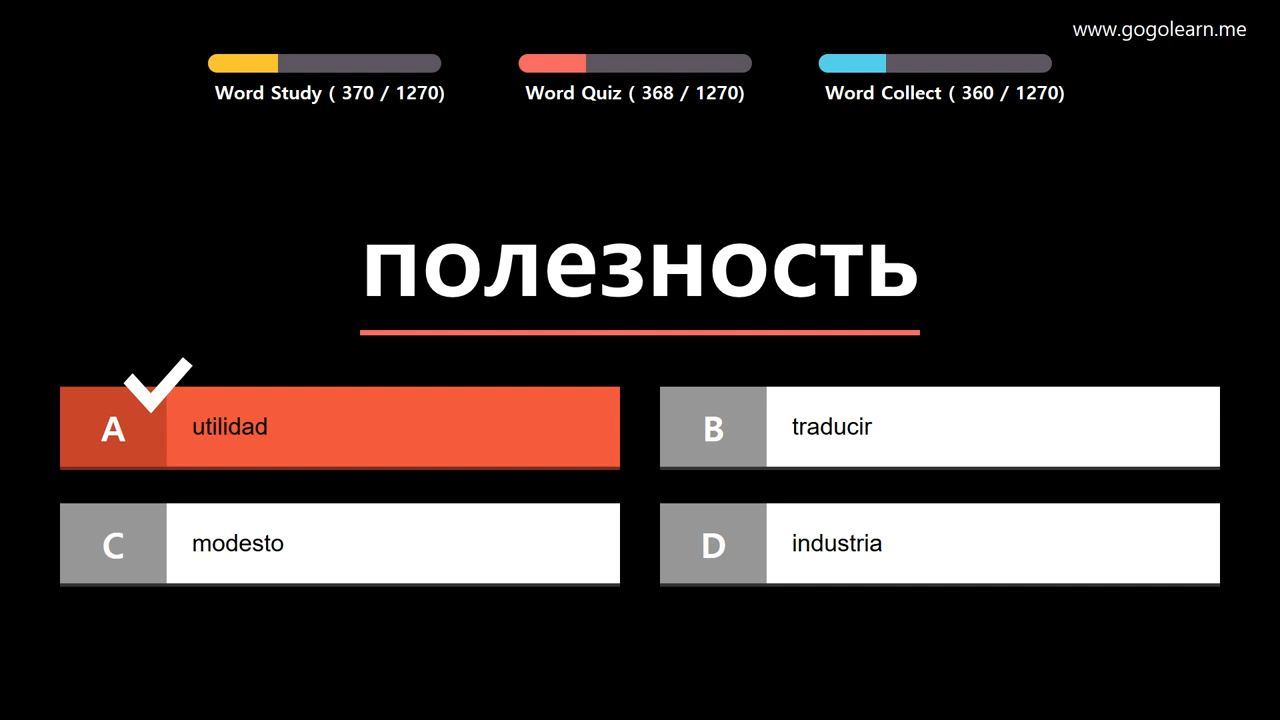 www.gogolearn.me
Word Study ( 370 / 1270)
Word Quiz ( 368 / 1270)
Word Collect ( 360 / 1270)
полезность
A utilidad
B traducir
C modesto
D industria